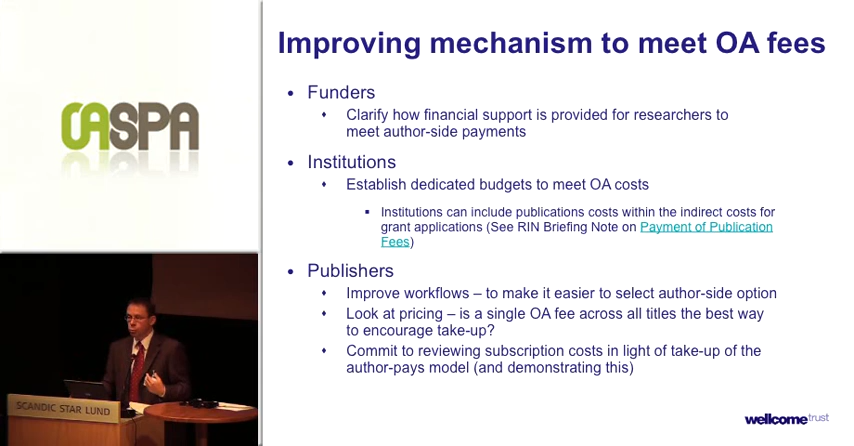 OASPA
SCANDIC STAR LUND
Improving mechanism to meet OA fees
• Funders
Clarify how financial support is provided for researchers to
meet author-side payments
• Institutions
Establish dedicated budgets to meet OA costs
▪ Institutions can include publications costs within the indirect costs for
grant applications (See RIN Briefing Note on Payment of Publication
Fees)
• Publishers
Improve workflows – to make it easier to select author-side option
Look at pricing – is a single OA fee across all titles the best way
to encourage take-up?
Commit to reviewing subscription costs in light of take-up of the
author-pays model (and demonstrating this)
wellcometrust